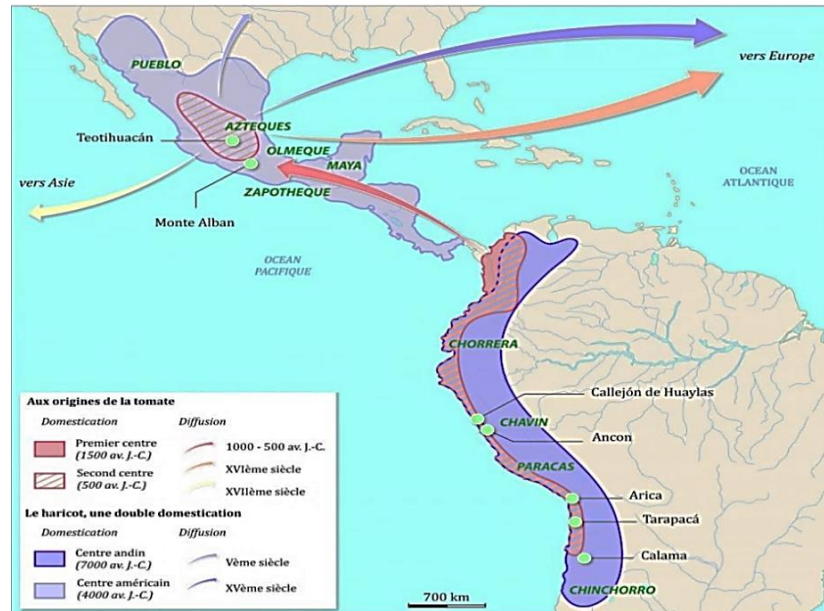 PUEBLO
vers Europe
AZTEQUES
Teotihuacán
OLMEQUE
MAYA
vers Asie
ZAPOTHEQUE
OCEAN
ATLANTIQUE
Monte Alban
OCEAN
PACIFIQUE
CHORRERA
Callejón de Huaylas
CHAVIN
Ancon
PARACAS
Arica
Tarapacá
Calama
CHINCHORRO
700 km
Aux origines de la tomate
Domestication
Diffusion
Premier centre
(1500 av. J.-C.)
1000 - 500 av. J.-C.
Second centre
(500 av. J.-C.)
XVIème siècle
XVIIème siècle
Le haricot, une double domestication
Domestication
Diffusion
Centre andin
(7000 av. J.-C.)
Vème siècle
Centre américain
(4000 av. J.-C.)
XVème siècle